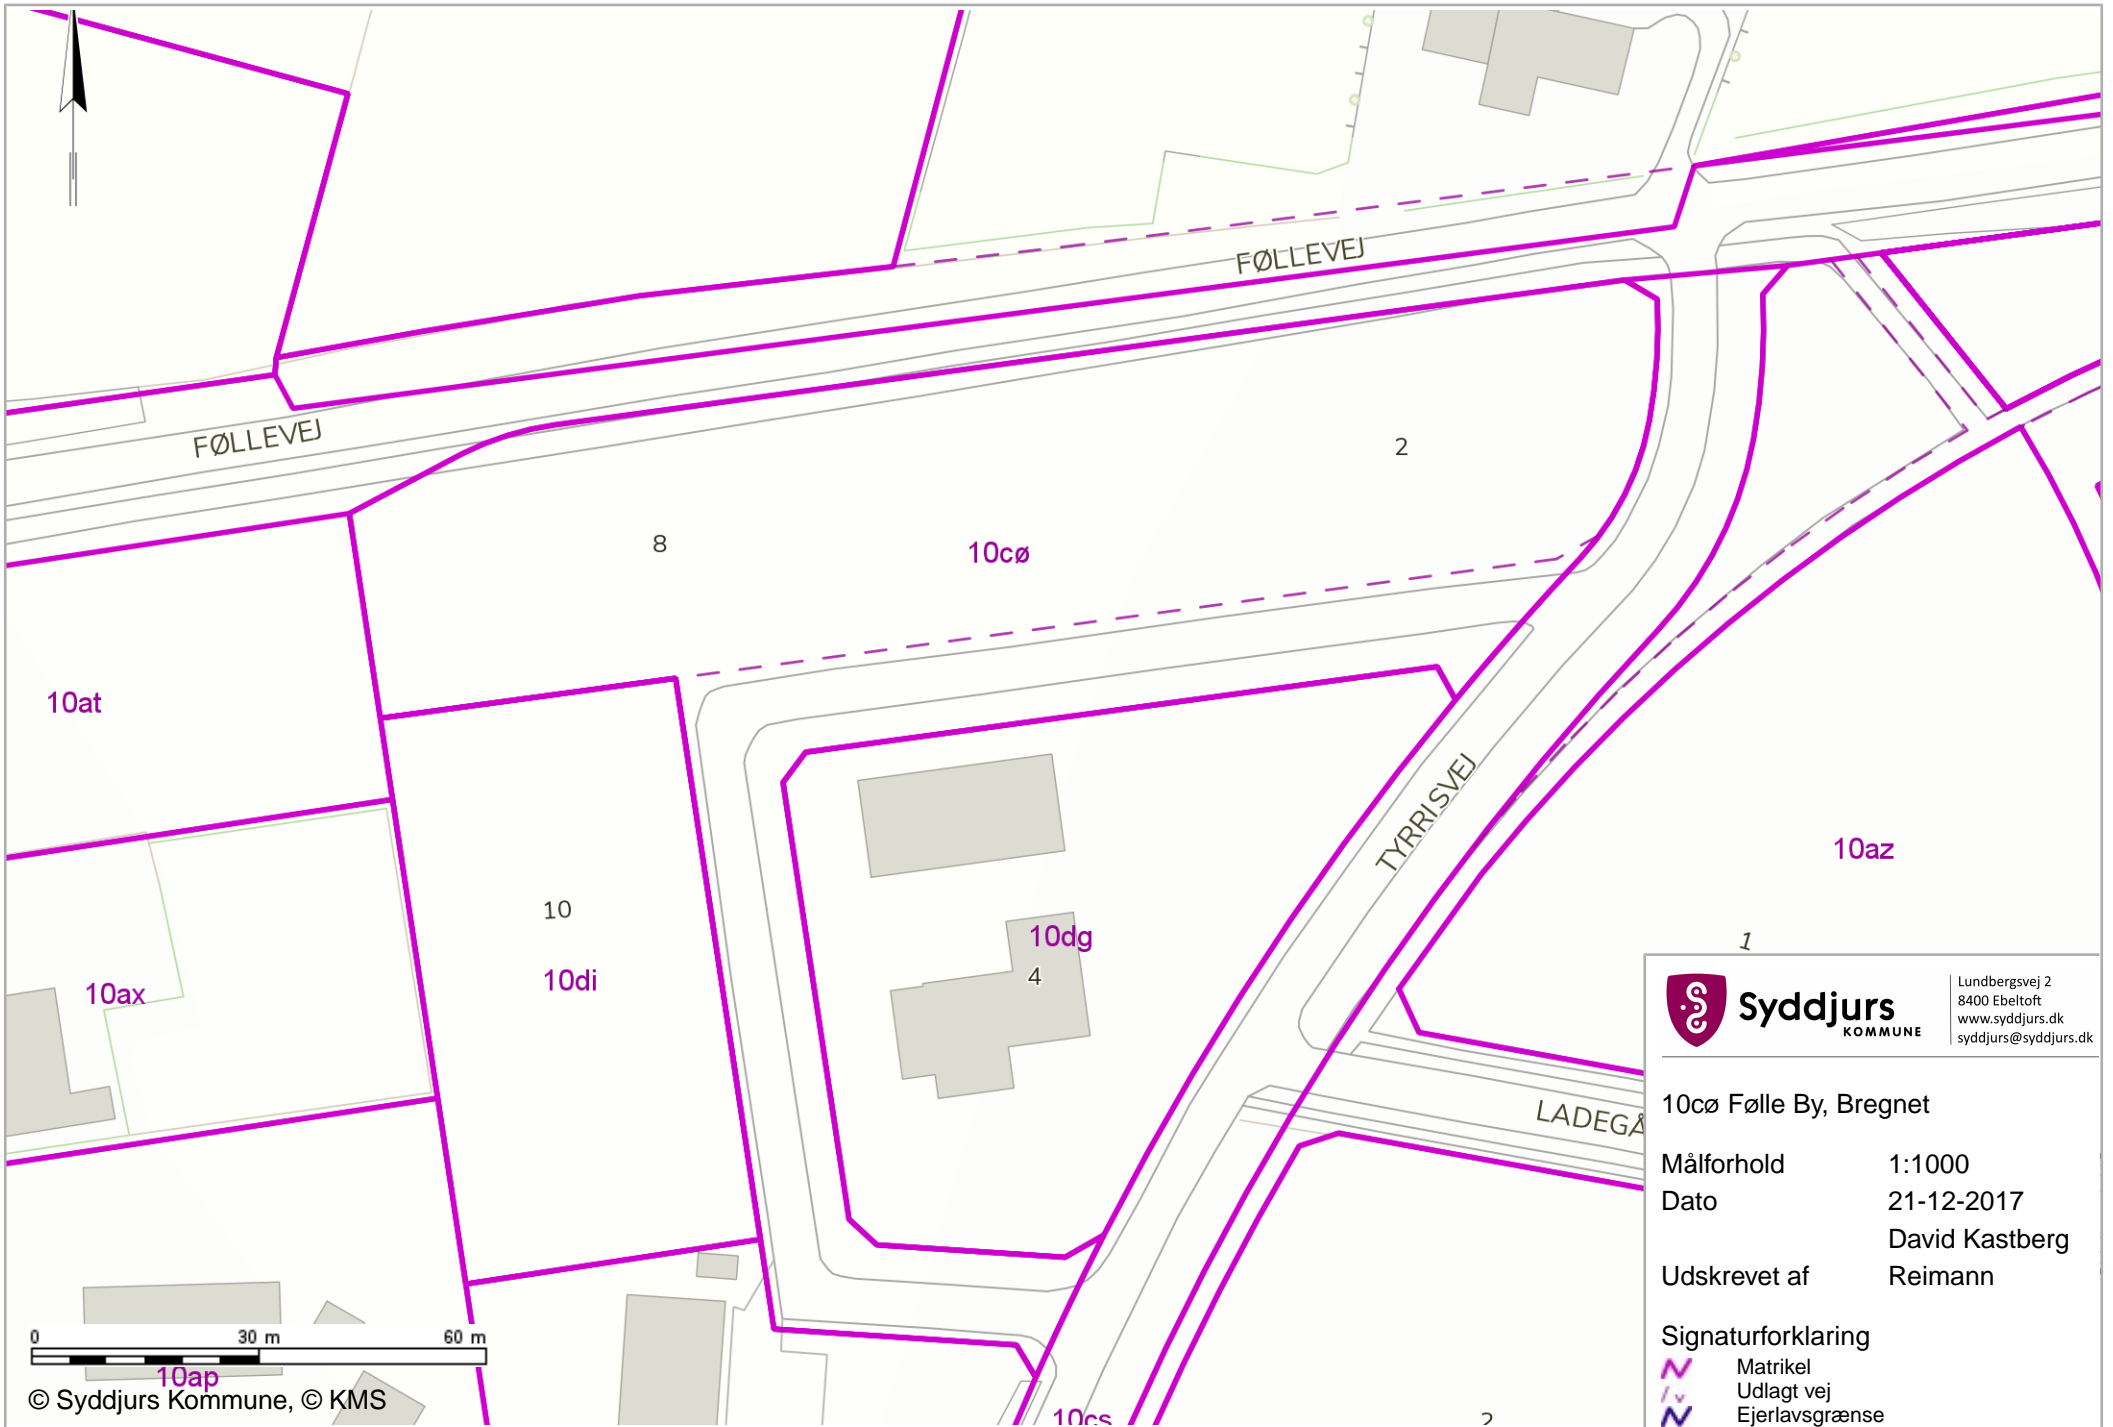 FØLLEVEJ
FØLLEVEJ
2
8
10cø
10at
TYRRISVEJ
10az
10
10dg
4
1
10di
10ax
Syddjurs
KOMMUNE
Lundbergsvej 2
8400 Ebeltoft
www.syddjurs.dk
syddjurs@syddjurs.dk
LADEGÅ
10cø Følle By, Bregnet
Målforhold 1:1000
Dato 21-12-2017
David Kastberg
Udskrevet af Reimann
Signaturforklaring
Matrikel
Udlagt vej
Ejerlavsgrænse
0 30 m 60 m
10ap
© Syddjurs Kommune, © KMS
10cs
2